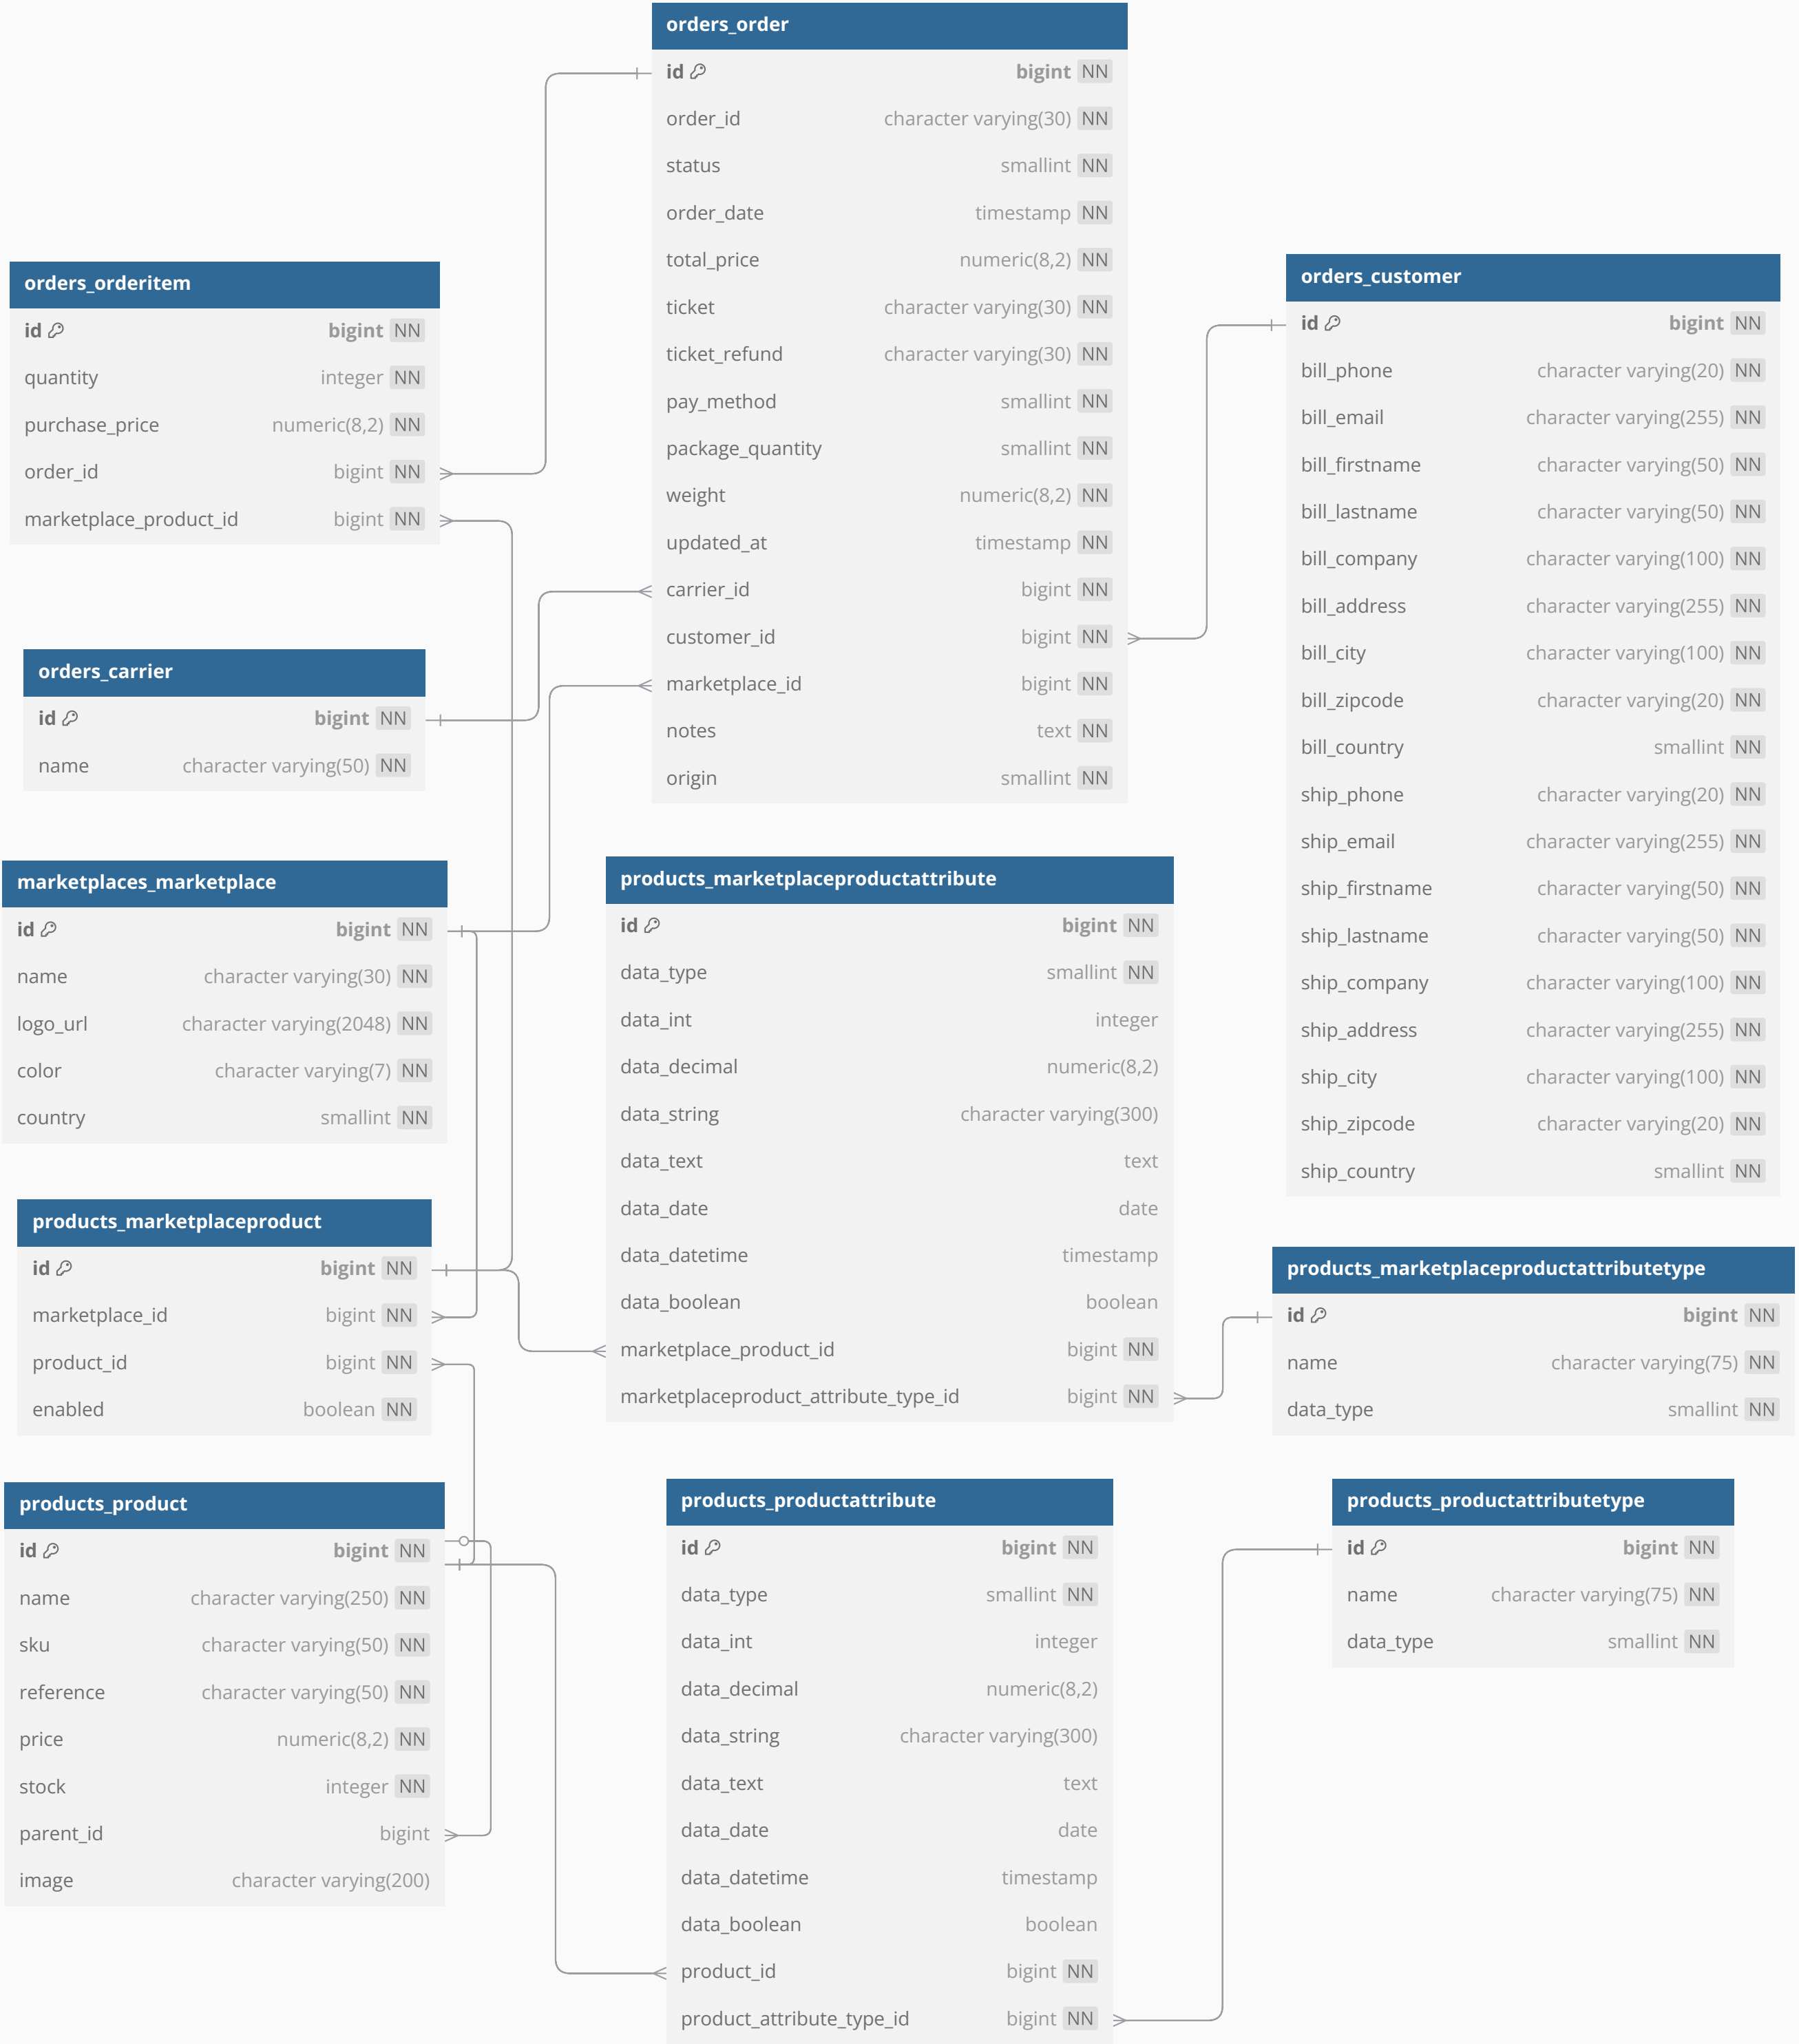 orders_order
id bigint NN
order_id character varying(30) NN
status smallint NN
order_date timestamp NN
total_price numeric(8,2) NN
ticket character varying(30) NN
ticket_refund character varying(30) NN
pay_method smallint NN
package_quantity smallint NN
weight numeric(8,2) NN
updated_at timestamp NN
carrier_id bigint NN
customer_id bigint NN
marketplace_id bigint NN
notes text NN
origin smallint NN
orders_orderitem
id bigint NN
quantity integer NN
purchase_price numeric(8,2) NN
order_id bigint NN
marketplace_product_id bigint NN
orders_customer
id bigint NN
bill_phone character varying(20) NN
bill_email character varying(255) NN
bill_firstname character varying(50) NN
bill_lastname character varying(50) NN
bill_company character varying(100) NN
bill_address character varying(255) NN
bill_city character varying(100) NN
bill_zipcode character varying(20) NN
bill_country smallint NN
ship_phone character varying(20) NN
ship_email character varying(255) NN
ship_firstname character varying(50) NN
ship_lastname character varying(50) NN
ship_company character varying(100) NN
ship_address character varying(255) NN
ship_city character varying(100) NN
ship_zipcode character varying(20) NN
ship_country smallint NN
orders_carrier
id bigint NN
name character varying(50) NN
marketplaces_marketplace
id bigint NN
name character varying(30) NN
logo_url character varying(2048) NN
color character varying(7) NN
country smallint NN
products_marketplaceproductattribute
id bigint NN
data_type smallint NN
data_int integer
data_decimal numeric(8,2)
data_string character varying(300)
data_text text
data_date date
data_datetime timestamp
data_boolean boolean
marketplace_product_id bigint NN
marketplaceproduct_attribute_type_id bigint NN
products_marketplaceproduct
id bigint NN
marketplace_id bigint NN
product_id bigint NN
enabled boolean NN
products_marketplaceproductattributetype
id bigint NN
name character varying(75) NN
data_type smallint NN
products_product
id bigint NN
name character varying(250) NN
sku character varying(50) NN
reference character varying(50) NN
price numeric(8,2) NN
stock integer NN
parent_id bigint
image character varying(200)
products_productattribute
id bigint NN
data_type smallint NN
data_int integer
data_decimal numeric(8,2)
data_string character varying(300)
data_text text
data_date date
data_datetime timestamp
data_boolean boolean
product_id bigint NN
product_attribute_type_id bigint NN
products_productattributetype
id bigint NN
name character varying(75) NN
data_type smallint NN